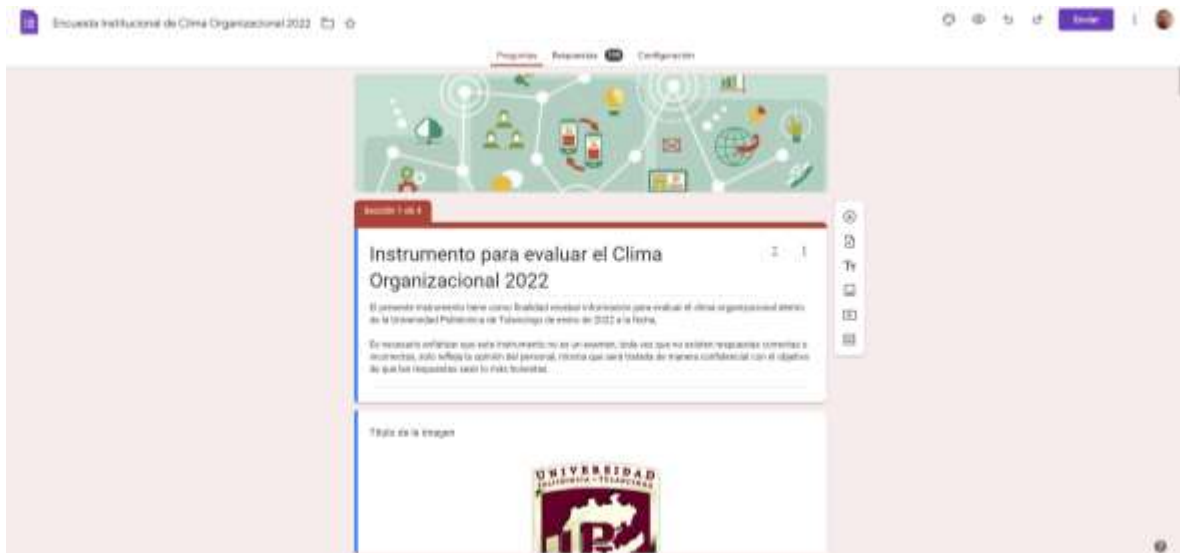 Encuesta Institucional de Clima Organizacional 2022
Enviar
Preguntas Respuestas Configuración
Sección 1 de 4
Instrumento para evaluar el Clima
Organizacional 2022
El presente instrumento tiene como finalidad recabar información para evaluar el clima organizacional dentro
de la Universidad Politécnica de Tulancingo de enero de 2022 a la fecha,
Es necesario enfatizar que este instrumento no es un examen, toda vez que no existen respuestas correctas o
incorrectas, solo refleja la opinión del personal, misma que será tratada de manera confidencial con el objetivo
de que las respuestas sean lo más honestas.
Título de la imagen
UNIVERSIDAD
POLITÉCNICA TULANCINGO